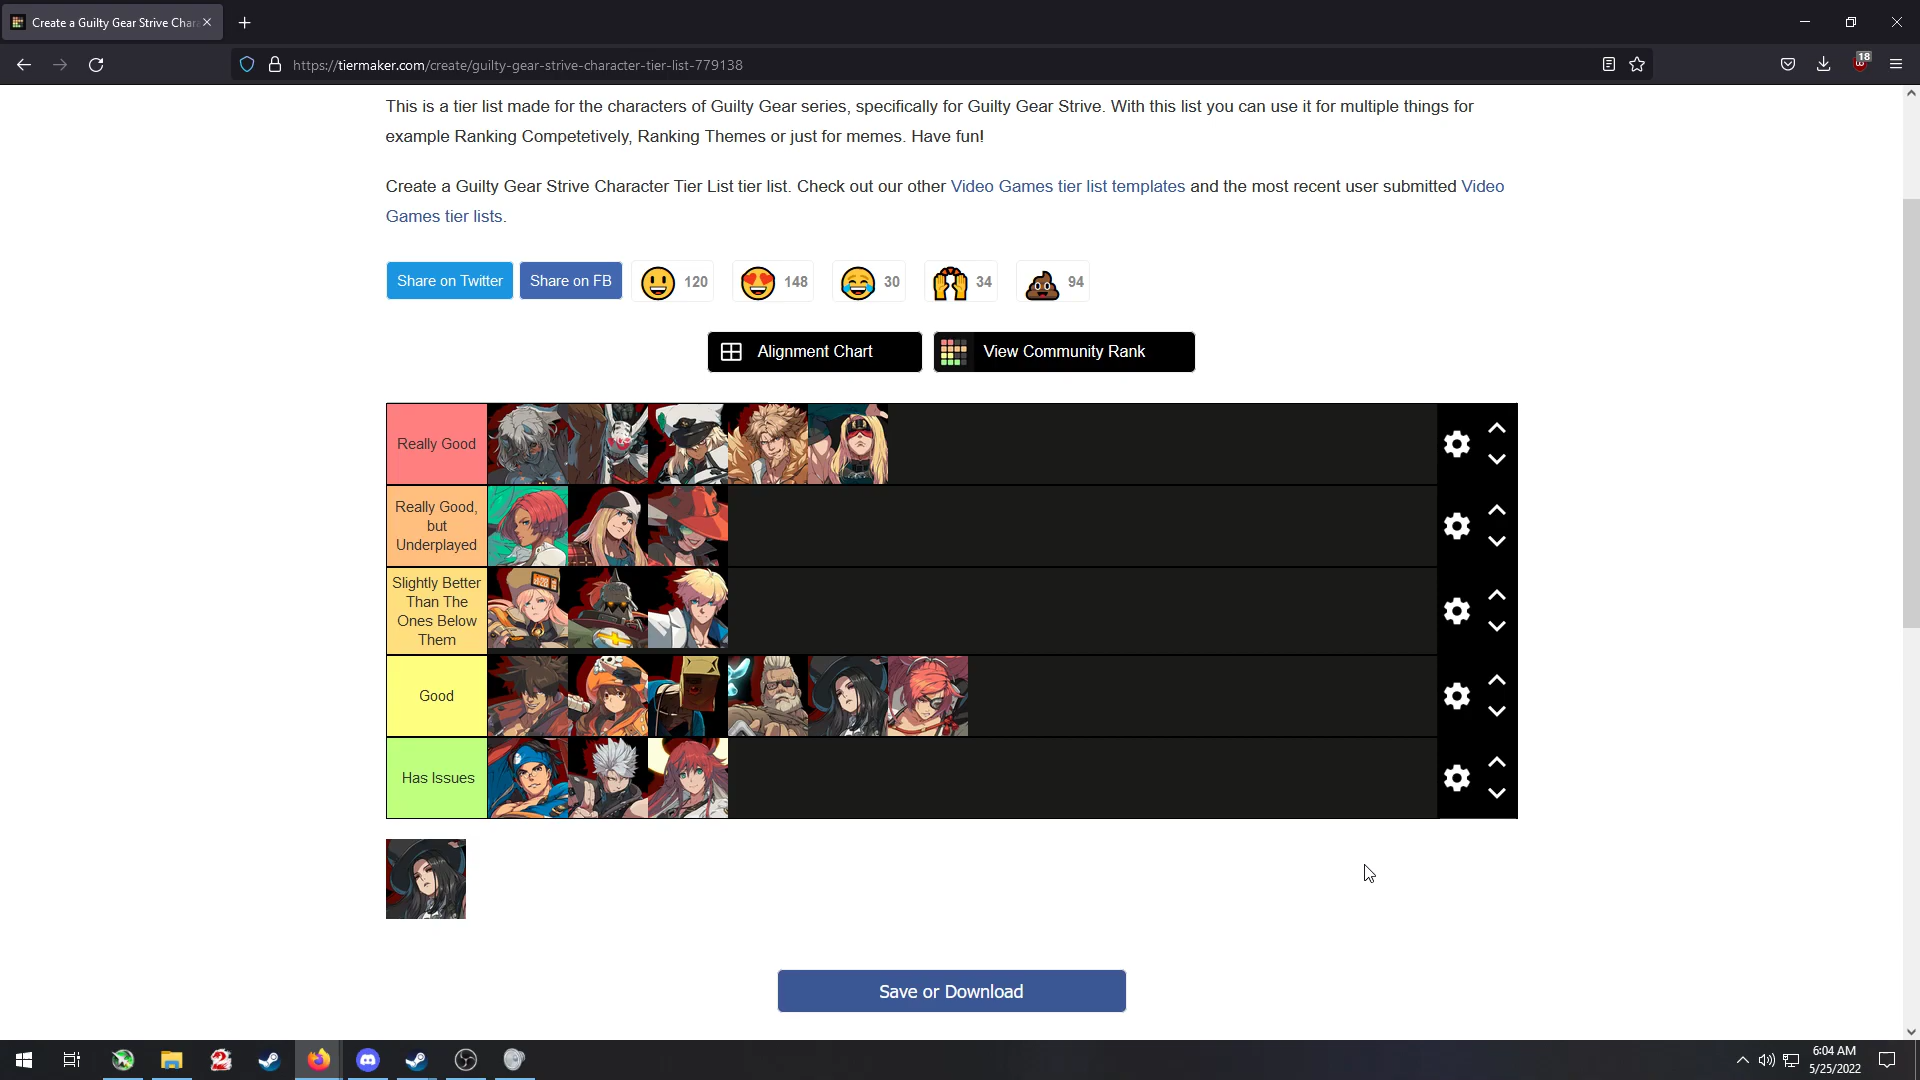 Create a Guilty Gear Strive Char
https://tiermaker.com/create/guilty-gear-strive-character-tier-list-779138
18
This is a tier list made for the characters of Guilty Gear series, specifically for Guilty Gear Strive. With this list you can use it for multiple things for
example Ranking Competetively, Ranking Themes or just for memes. Have fun!
Create a Guilty Gear Strive Character Tier List tier list. Check out our other Video Games tier list templates and the most recent user submitted Video
Games tier lists.
Share on Twitter
Share on FB
120
148
30
34
94
Alignment Chart
View Community Rank
Really Good
Really Good,
but
Underplayed
Slightly Better
Than The
Ones Below
Them
Good
Has Issues
Save or Download
6:04 AM
5/25/2022